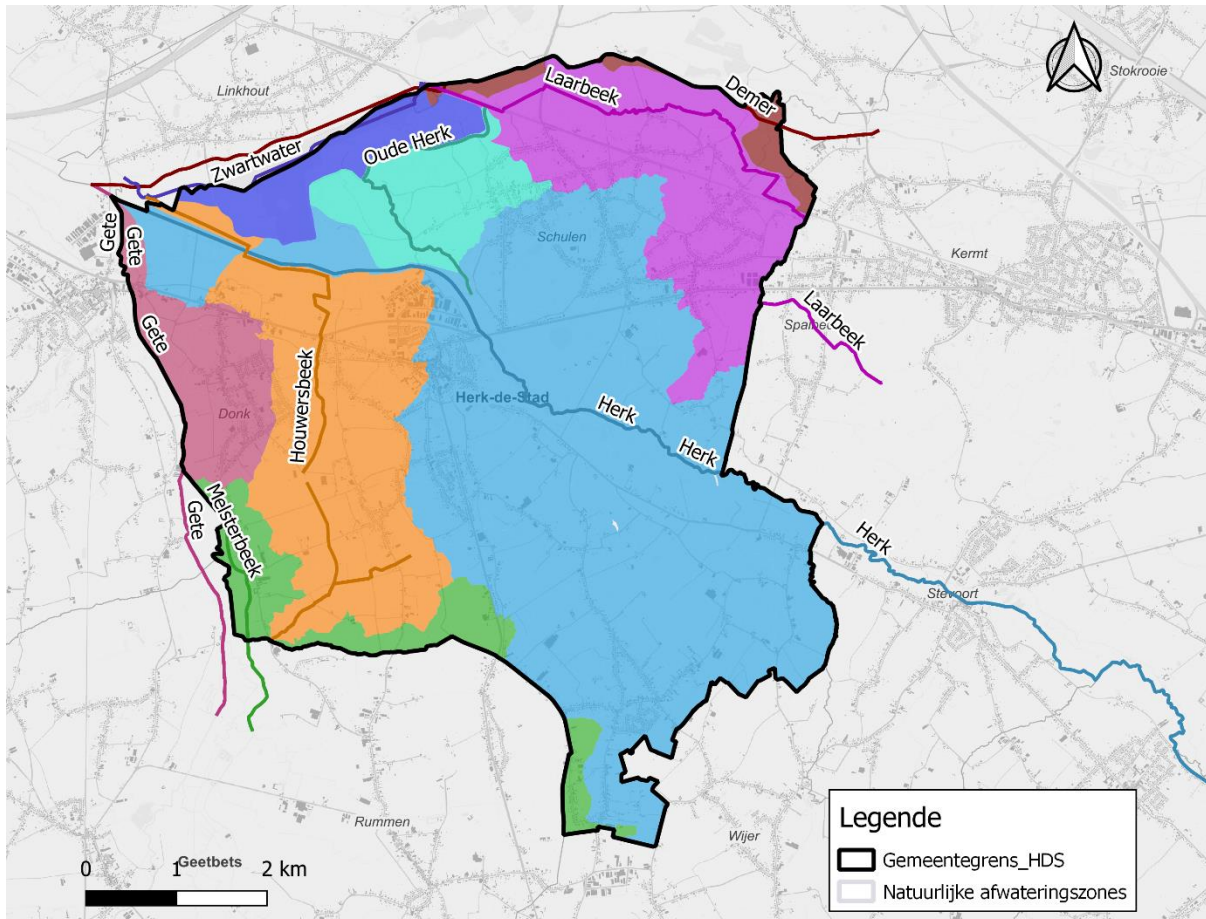 Stokrooie
Linkhout
Laarbeek
Demer
Oude Herk
Zwartwater
Gete
Gete
Schulen
Kermt
Gete
Laarbeek
Houwersbeek
Donk
Herk-de-Stad
Herk
Herk
Melsterbeek
Gete
Herk
Stevoort
Rummen
Wijer
Legende
Gemeentegrens_HDS
Natuurlijke afwateringszones
0 1 2 km
Geetbets